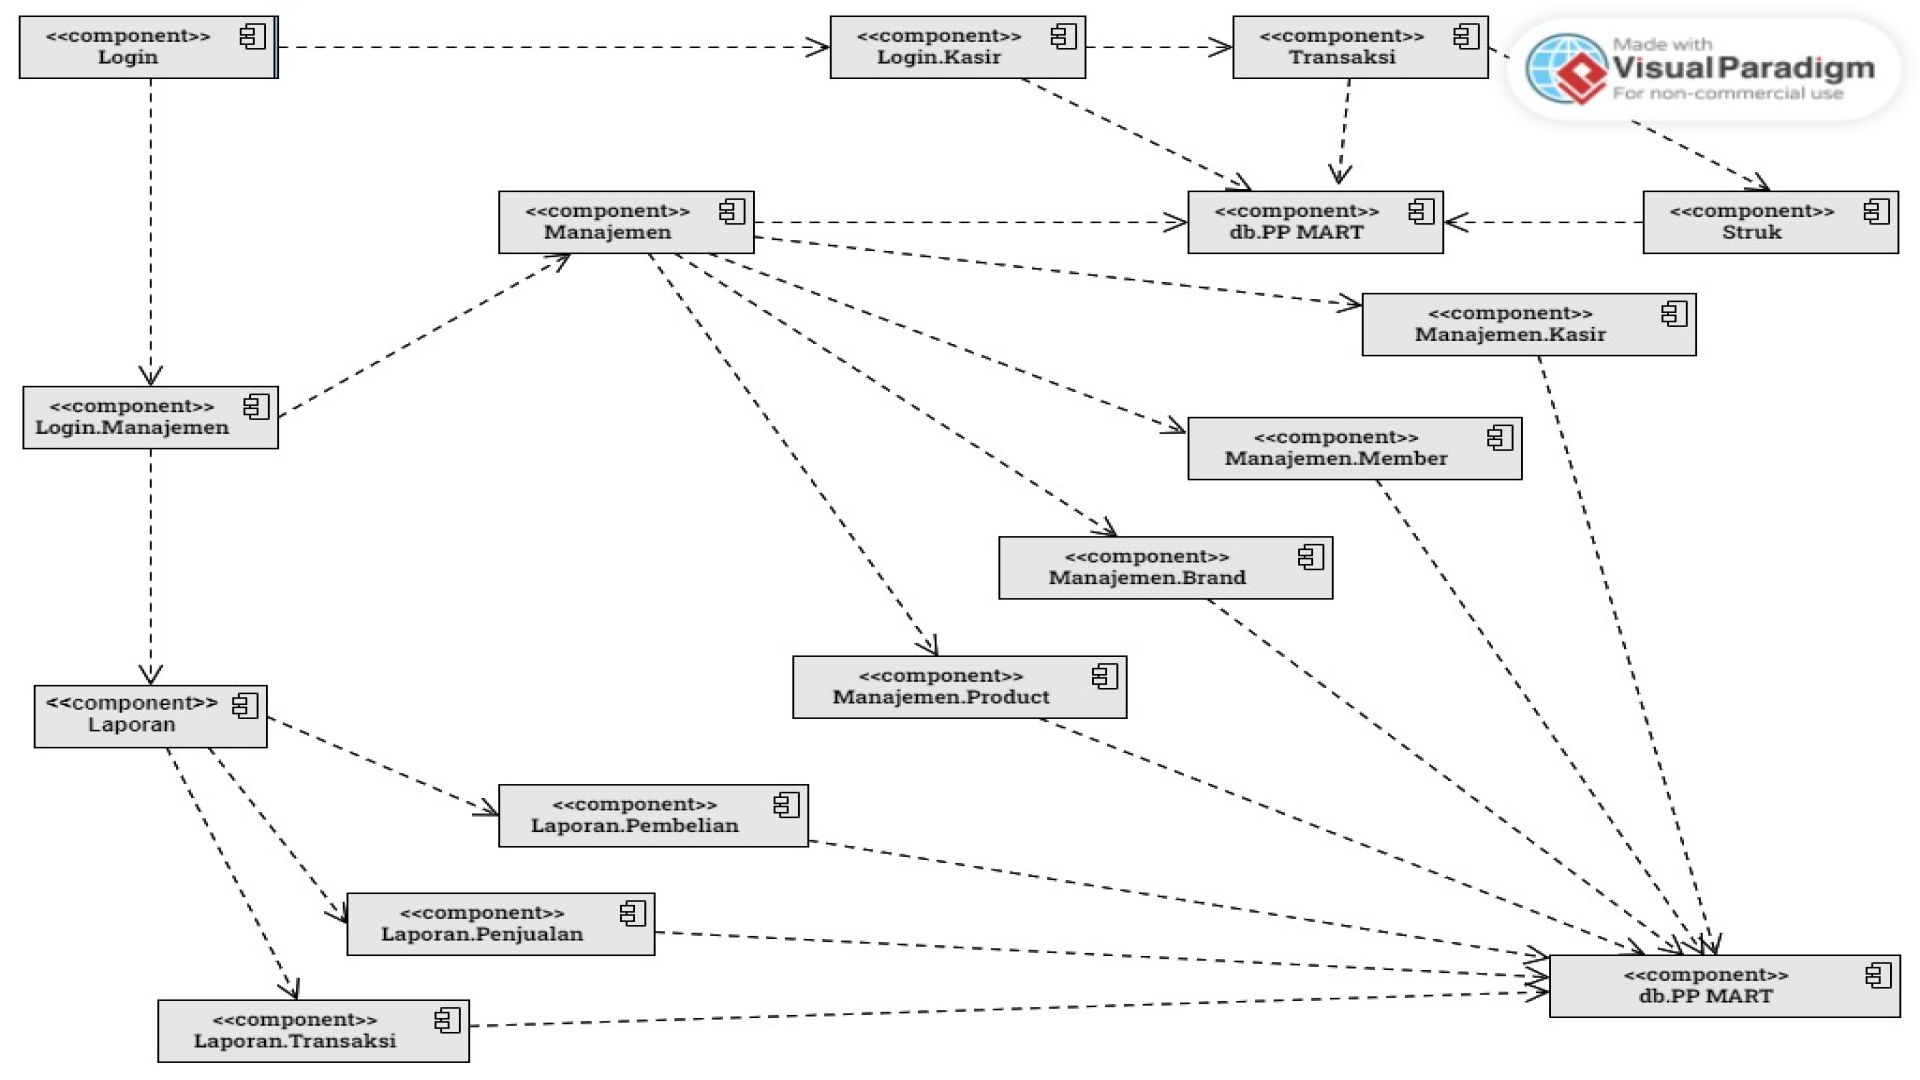 <<component>>
Login
<<component>>
Login.Kasir
<<component>>
Transaksi
Made with
Visual Paradigm
For non-commercial use
<<component>>
Manajemen
<<component>>
db.PP MART
<<component>>
Struk
<<component>>
Manajemen.Kasir
<<component>>
Login.Manajemen
<<component>>
Manajemen.Member
<<component>>
Manajemen.Brand
<<component>>
Manajemen.Product
<<component>>
Laporan
<<component>>
Laporan.Pembelian
<<component>>
Laporan.Penjualan
<<component>>
db.PP MART
<<component>>
Laporan.Transaksi